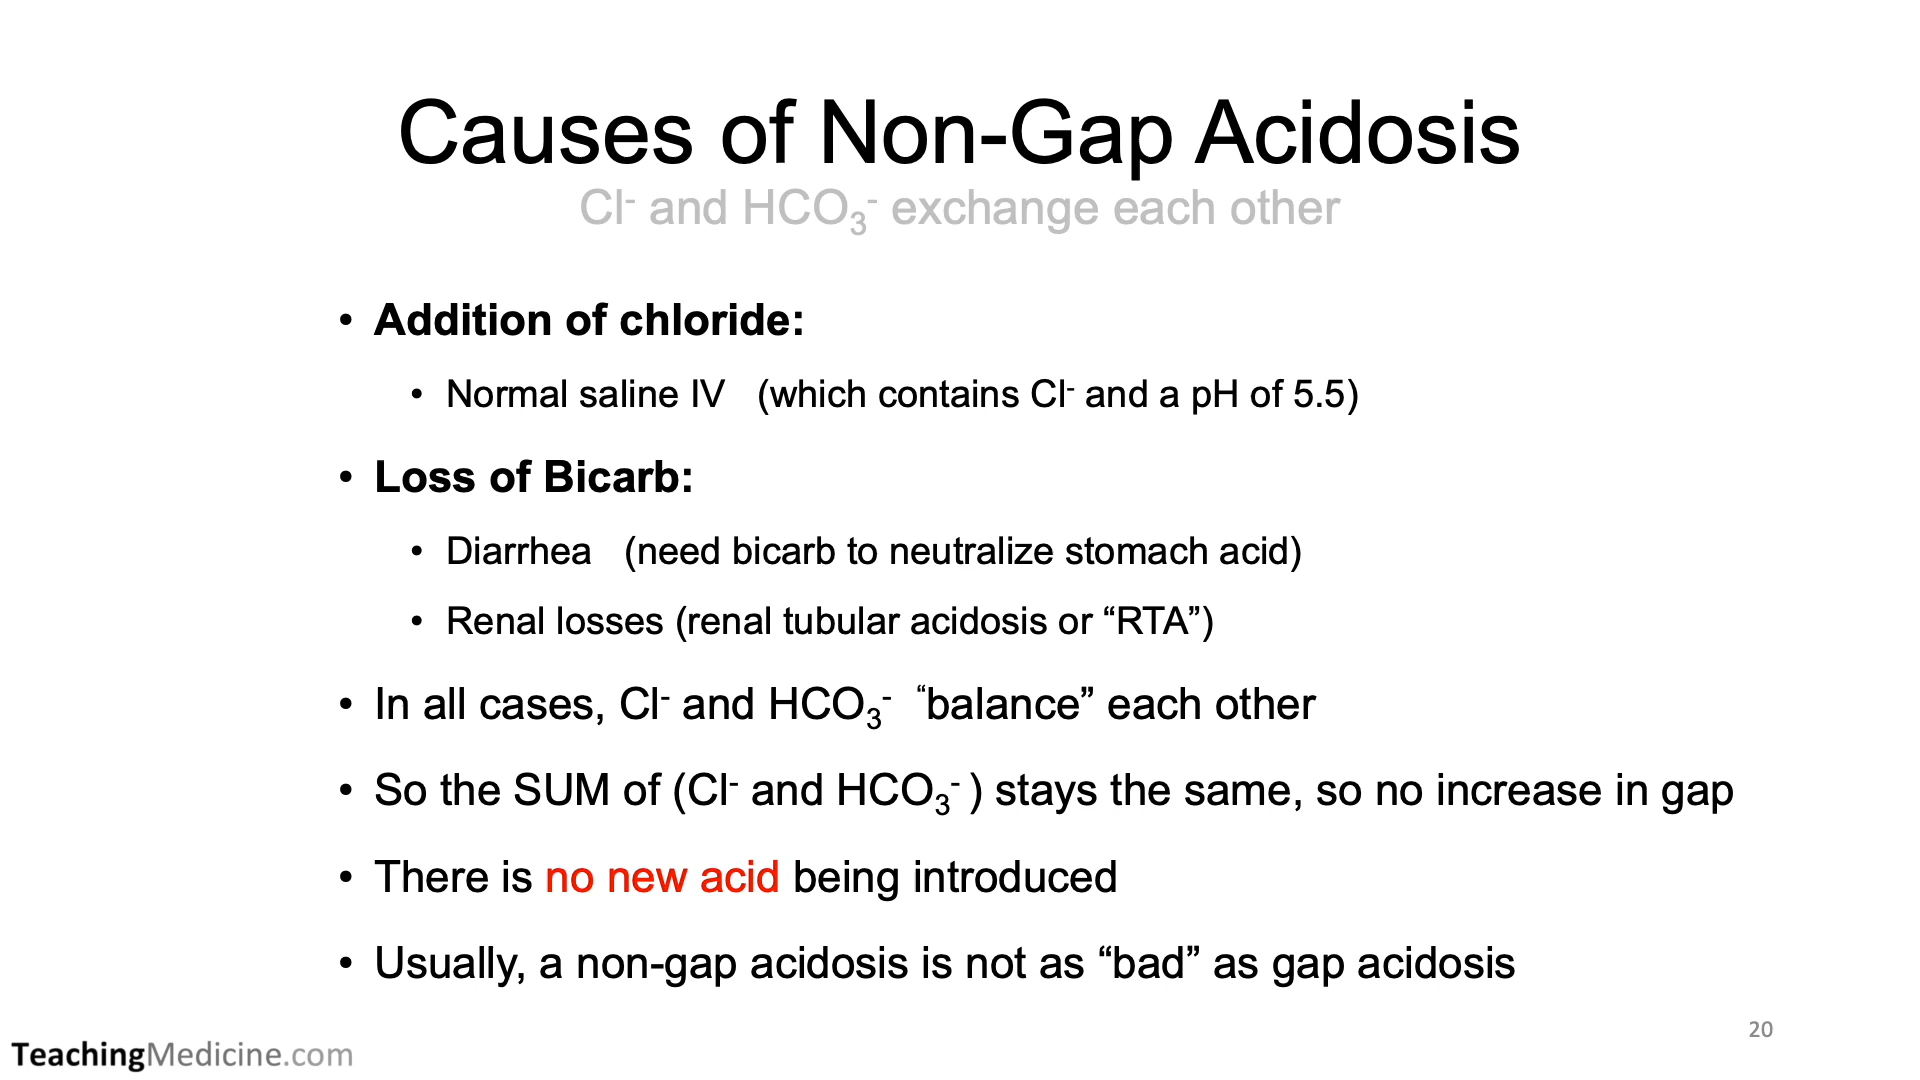 Causes of Non-Gap Acidosis
Cl⁻ and HCO₃⁻ exchange each other
• Addition of chloride:
• Normal saline IV (which contains Cl⁻ and a pH of 5.5)
• Loss of Bicarb:
• Diarrhea (need bicarb to neutralize stomach acid)
• Renal losses (renal tubular acidosis or “RTA”)
• In all cases, Cl⁻ and HCO₃⁻ “balance” each other
• So the SUM of (Cl⁻ and HCO₃⁻ ) stays the same, so no increase in gap
• There is no new acid being introduced
• Usually, a non-gap acidosis is not as “bad” as gap acidosis
20
TeachingMedicine.com